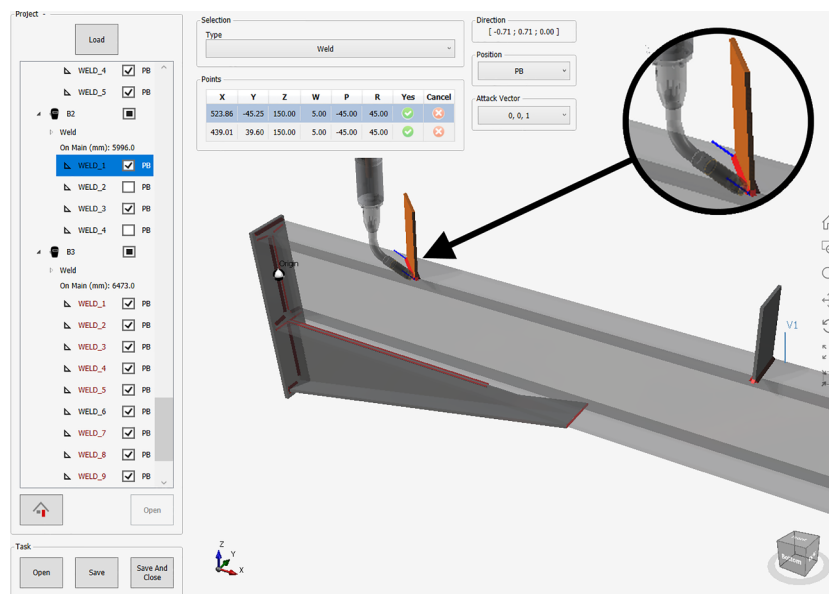 Project -
Load
WELD_4 PB
WELD_5 PB
B2
Weld
On Main (mm): 5996.0
WELD_1 PB
WELD_2 PB
WELD_3 PB
WELD_4 PB
B3
Weld
On Main (mm): 6473.0
WELD_1 PB
WELD_2 PB
WELD_3 PB
WELD_4 PB
WELD_5 PB
WELD_6 PB
WELD_7 PB
WELD_8 PB
WELD_9 PB
Open
Task
Open Save Save And
Close
Selection
Type
Weld
Points
X Y Z W P R Yes Cancel
523.86 -45.25 150.00 5.00 -45.00 45.00
439.01 39.60 150.00 5.00 -45.00 45.00
Direction
[ -0.71 ; 0.71 ; 0.00 ]
Position
PB
Attack Vector
0, 0, 1
Origin
V1
Z
Y
X
Bottom